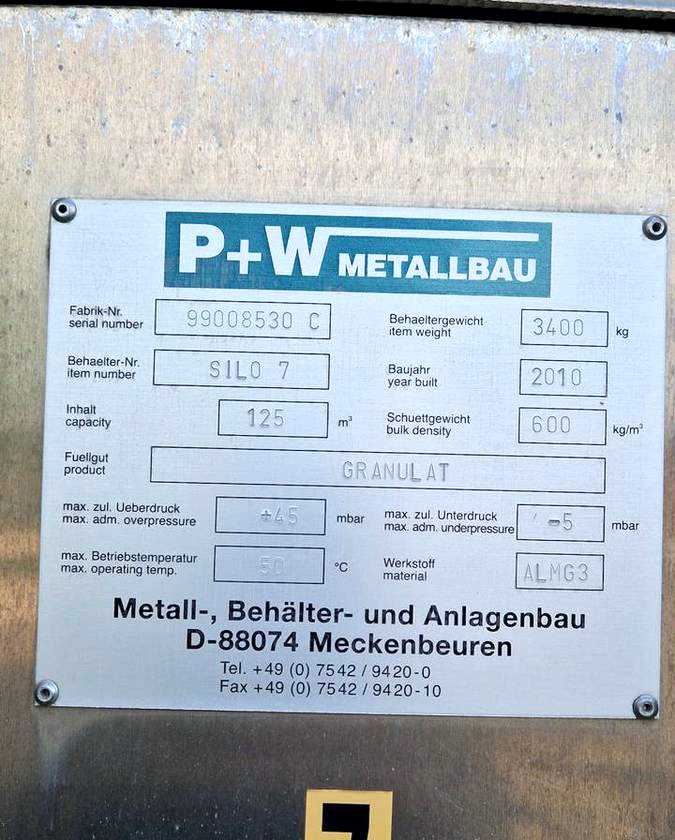 P+W METALLBAU
Fabrik-Nr.
serial number
99008530 C
Behaeltergewicht
item weight
3400 kg
Behaelter-Nr.
item number
SILO 7
Baujahr
year built
2010
Inhalt
capacity
125 m³
Schuettgewicht
bulk density
600 kg/m³
Fuellgut
product
GRANULAT
max. zul. Ueberdruck
max. adm. overpressure
+45 mbar
max. zul. Unterdruck
max. adm. underpressure
-5 mbar
max. Betriebstemperatur
max. operating temp.
50 °C
Werkstoff
material
ALMG3
Metall-, Behälter- und Anlagenbau
D-88074 Meckenbeuren
Tel. +49 (0) 7542 / 9420-0
Fax +49 (0) 7542 / 9420-10